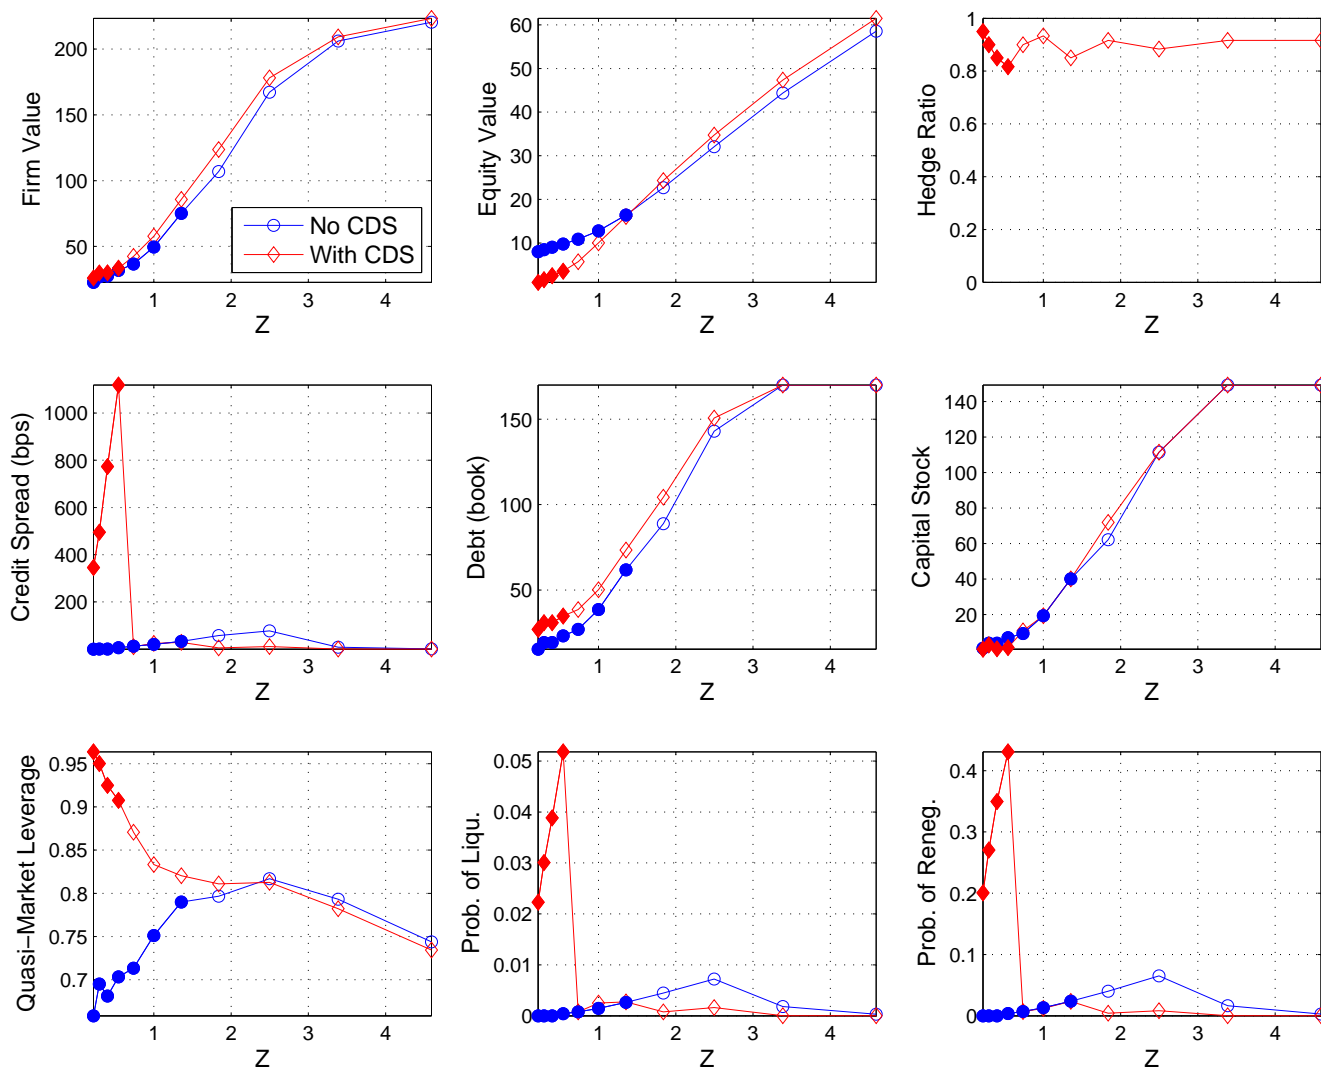 Firm Value
200
150
100
50
1 2 3 4
Z
No CDS
With CDS
Equity Value
60
50
40
30
20
10
1 2 3 4
Z
Hedge Ratio
1
0.8
0.6
0.4
0.2
0
1 2 3 4
Z
Credit Spread (bps)
1000
800
600
400
200
1 2 3 4
Z
Debt (book)
150
100
50
1 2 3 4
Z
Capital Stock
140
120
100
80
60
40
20
1 2 3 4
Z
Quasi−Market Leverage
0.95
0.9
0.85
0.8
0.75
0.7
1 2 3 4
Z
Prob. of Liqu.
0.05
0.04
0.03
0.02
0.01
0
1 2 3 4
Z
Prob. of Reneg.
0.4
0.3
0.2
0.1
0
1 2 3 4
Z